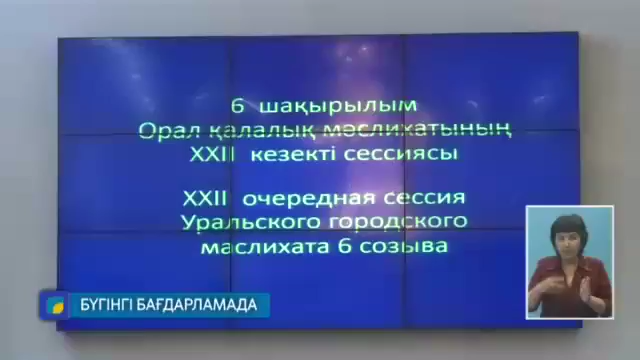 6 шақырылым
Орал қалалық мәслихатының
XXII кезекті сессиясы
XXII очередная сессия
Уральского городского
маслихата 6 созыва
БҮГІНГІ БАҒДАРЛАМАДА